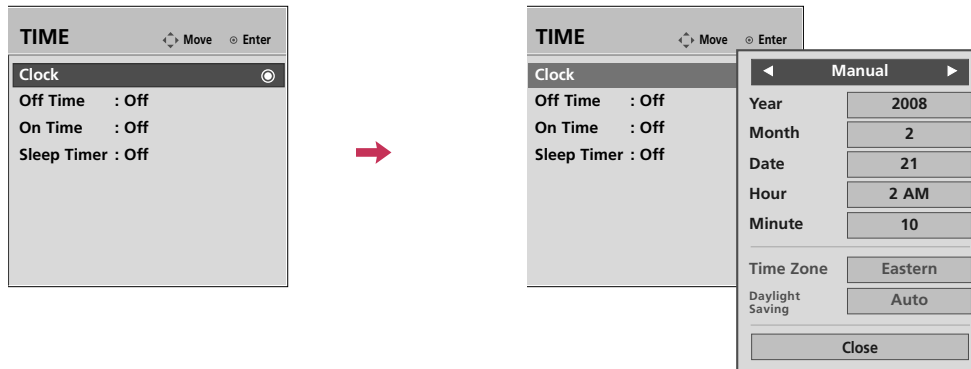 TIME Move Enter
Clock
Off Time : Off
On Time : Off
Sleep Timer : Off
TIME Move Enter
Clock
Off Time : Off
On Time : Off
Sleep Timer : Off
Manual
Year 2008
Month 2
Date 21
Hour 2 AM
Minute 10
Time Zone Eastern
Daylight
Saving Auto
Close